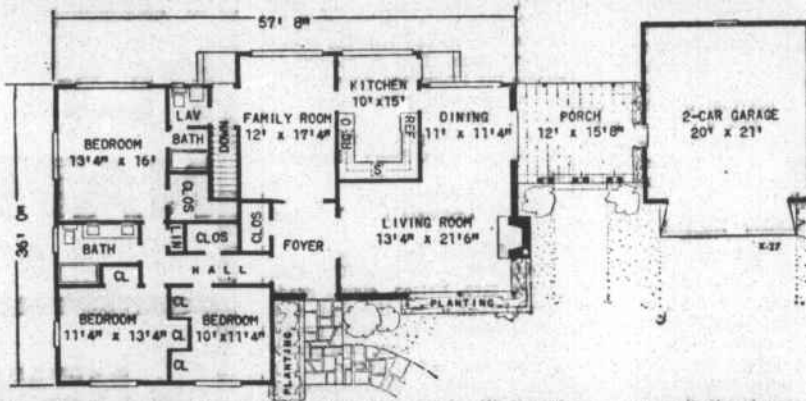 57' 8"
36' 0"
BEDROOM
13'4" x 16'
LAV
BATH
CLOS
DOWN
FAMILY ROOM
12' x 17'4"
KITCHEN
10'x15'
REF
S
DINING
11' x 11'4"
PORCH
12' x 15'8"
2-CAR GARAGE
20' x 21'
X-27
BATH
LIN
CLOS
CLOS
FOYER
LIVING ROOM
13'4" x 21'6"
HALL
CL
BEDROOM
11'4" x 13'4"
CL
CL
CL
BEDROOM
10'x11'4"
PLANTING
PLANTING